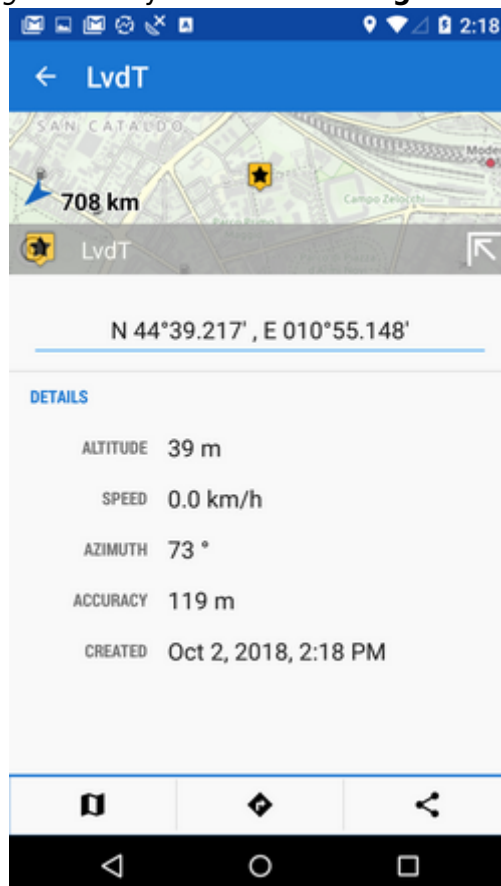 2:18
LvdT
SAN CATALDO
Mode
708 km
Campo Zelocchi
LvdT
N 44°39.217' , E 010°55.148'
DETAILS
ALTITUDE 39 m
SPEED 0.0 km/h
AZIMUTH 73 °
ACCURACY 119 m
CREATED Oct 2, 2018, 2:18 PM